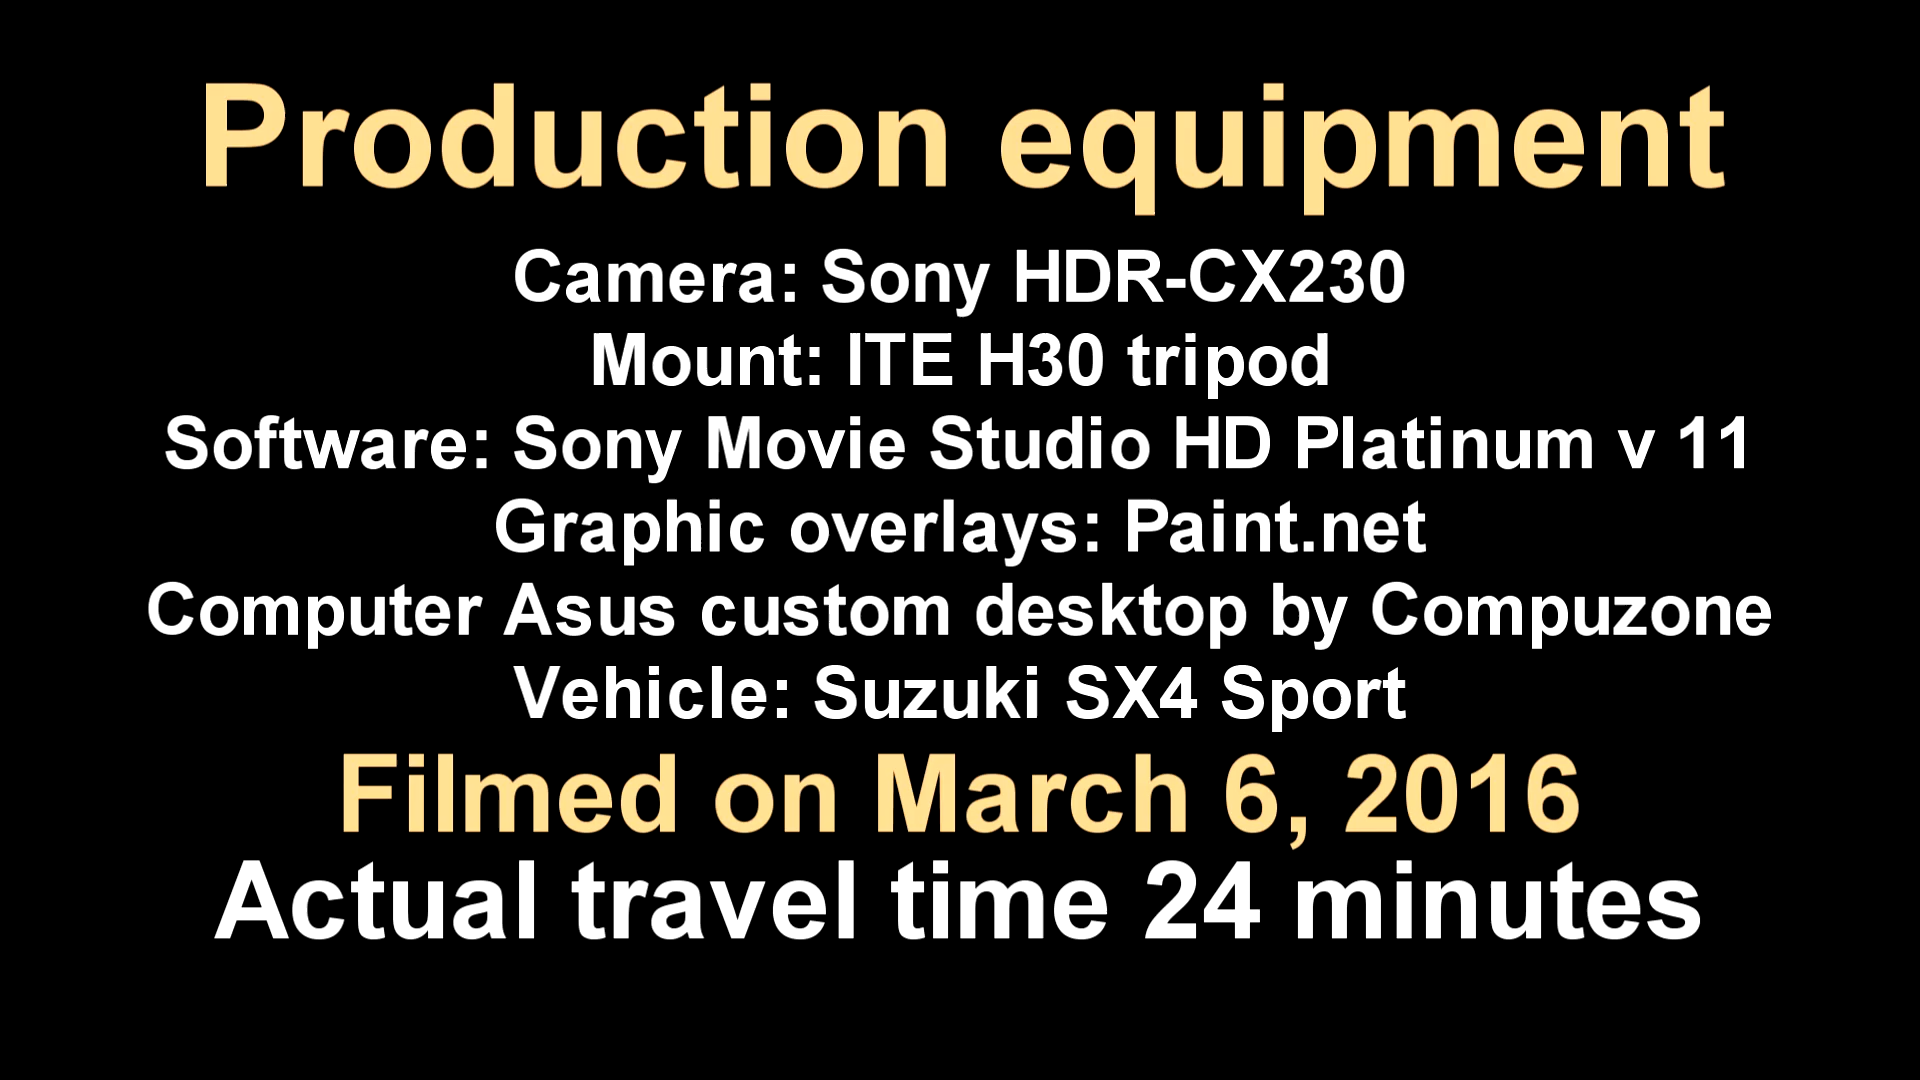 Production equipment
Camera: Sony HDR-CX230
Mount: ITE H30 tripod
Software: Sony Movie Studio HD Platinum v 11
Graphic overlays: Paint.net
Computer Asus custom desktop by Compuzone
Vehicle: Suzuki SX4 Sport
Filmed on March 6, 2016
Actual travel time 24 minutes